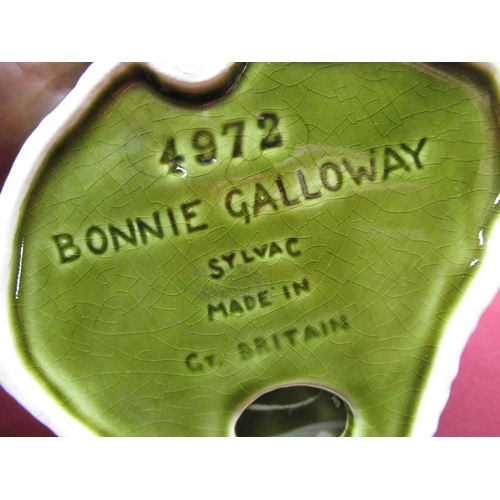 4972
BONNIE GALLOWAY
SYLVAC
MADE IN
GT. BRITAIN